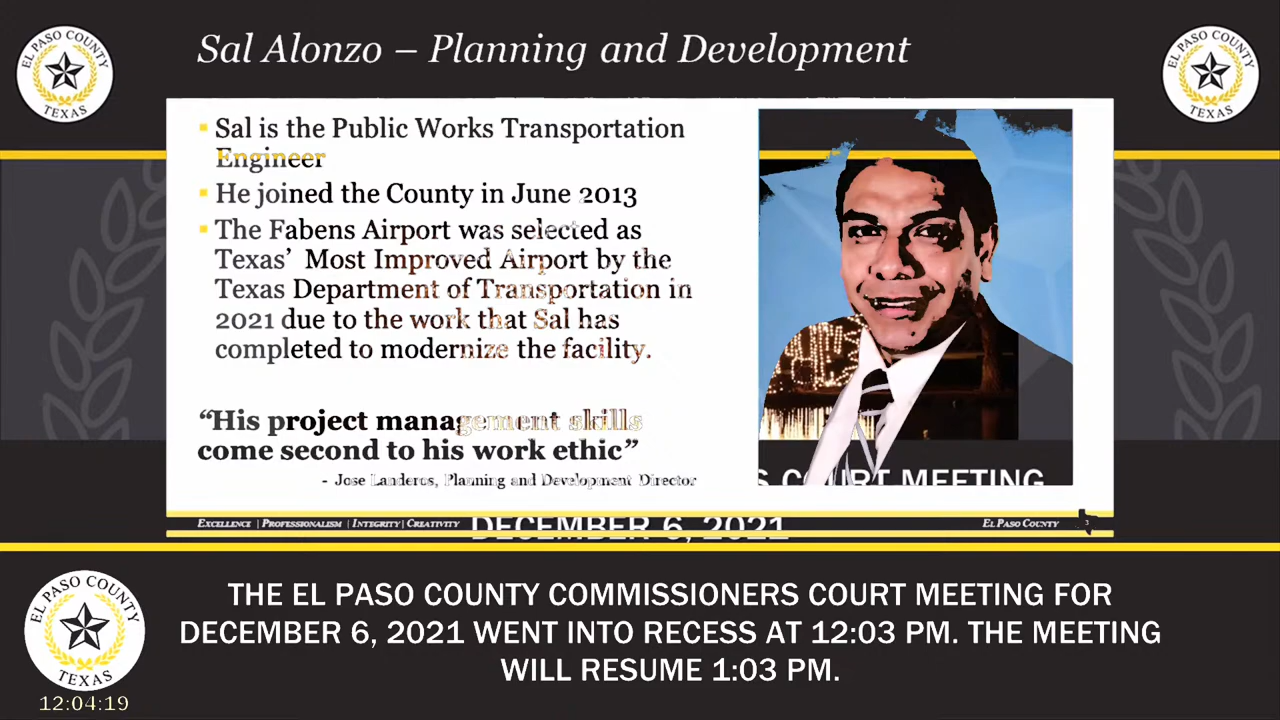 Sal Alonzo – Planning and Development
EL PASO COUNTY
TEXAS
EL PASO COUNTY
TEXAS
▪ Sal is the Public Works Transportation
Engineer
▪ He joined the County in June 2013
▪ The Fabens Airport was selected as
Texas’ Most Improved Airport by the
Texas Department of Transportation in
2021 due to the work that Sal has
completed to modernize the facility.
“His project management skills
come second to his work ethic”
- Jose Landeros, Planning and Development Director
S COURT MEETING
EXCELLENCE | PROFESSIONALISM | INTEGRITY | CREATIVITY
DECEMBER 6, 2021
EL PASO COUNTY
3
EL PASO COUNTY
TEXAS
THE EL PASO COUNTY COMMISSIONERS COURT MEETING FOR
DECEMBER 6, 2021 WENT INTO RECESS AT 12:03 PM. THE MEETING
WILL RESUME 1:03 PM.
12:04:19